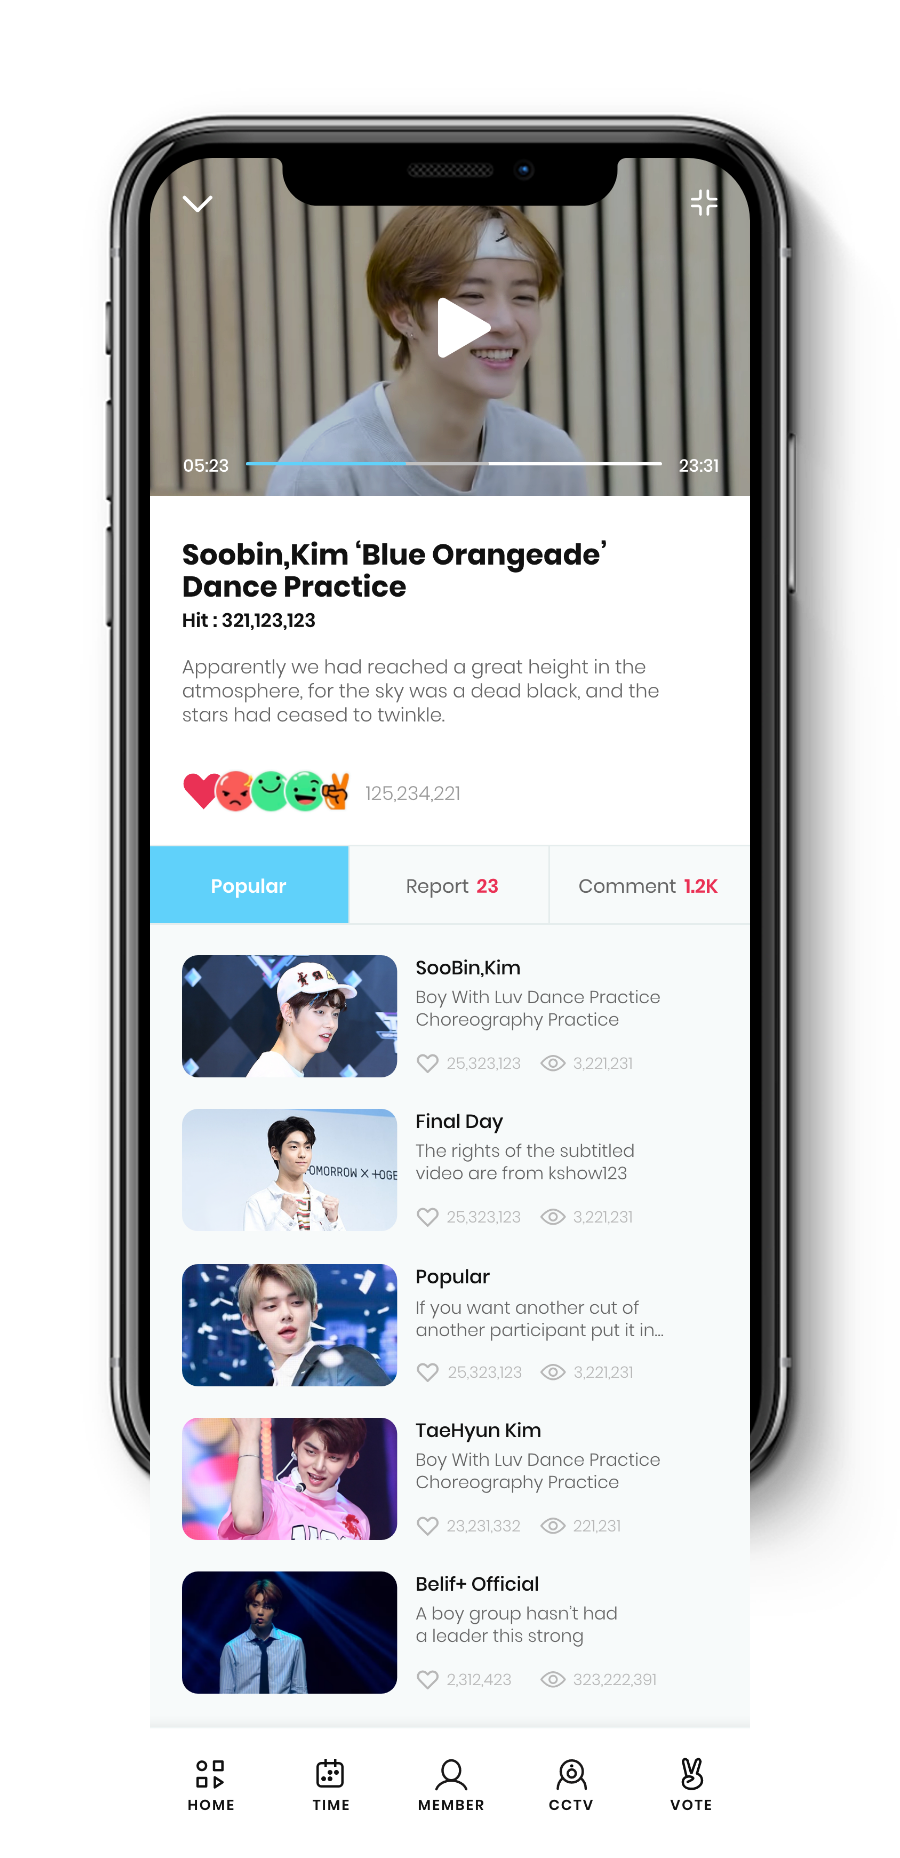 05:23
23:31
Soobin,Kim ‘Blue Orangeade’
Dance Practice
Hit : 321,123,123
Apparently we had reached a great height in the
atmosphere, for the sky was a dead black, and the
stars had ceased to twinkle.
125,234,221
Popular
Report 23
Comment 1.2K
SooBin,Kim
Boy With Luv Dance Practice
Choreography Practice
25,323,123 3,221,231
OMORROW X +OGE
Final Day
The rights of the subtitled
video are from kshow123
25,323,123 3,221,231
Popular
If you want another cut of
another participant put it in...
25,323,123 3,221,231
TaeHyun Kim
Boy With Luv Dance Practice
Choreography Practice
23,231,332 221,231
Belif+ Official
A boy group hasn't had
a leader this strong
2,312,423 323,222,391
HOME
TIME
MEMBER
CCTV
VOTE